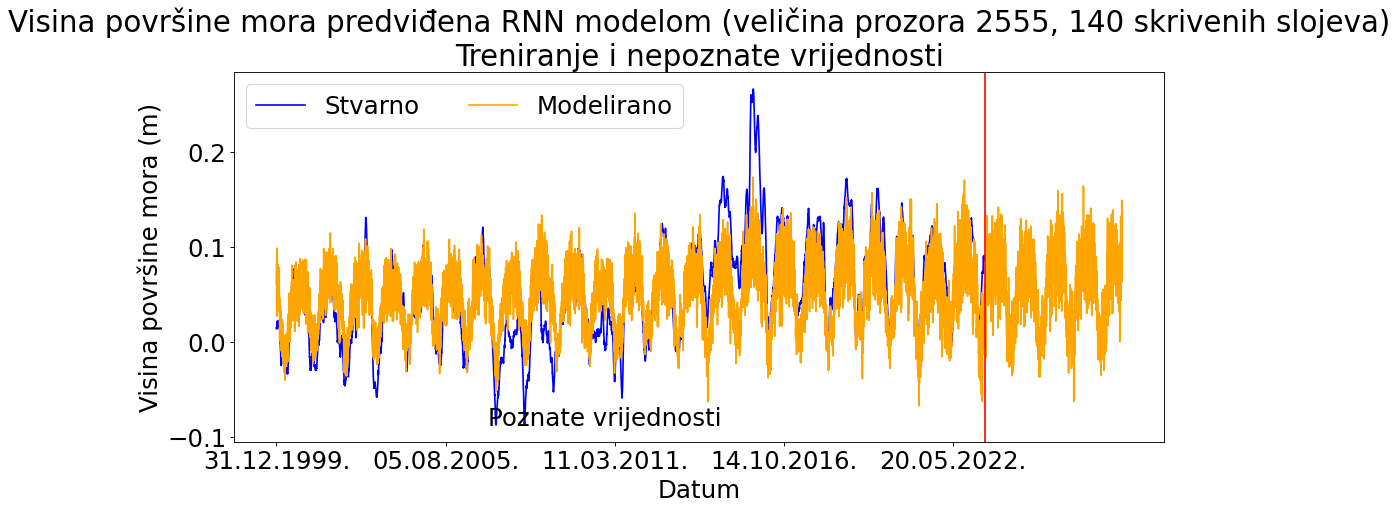 Visina površine mora predviđena RNN modelom (veličina prozora 2555, 140 skrivenih slojeva)
Treniranje i nepoznate vrijednosti
Stvarno
Modelirano
Visina površine mora (m)
0.2
0.1
0.0
−0.1
Poznate vrijednosti
31.12.1999.
05.08.2005.
11.03.2011.
14.10.2016.
20.05.2022.
Datum